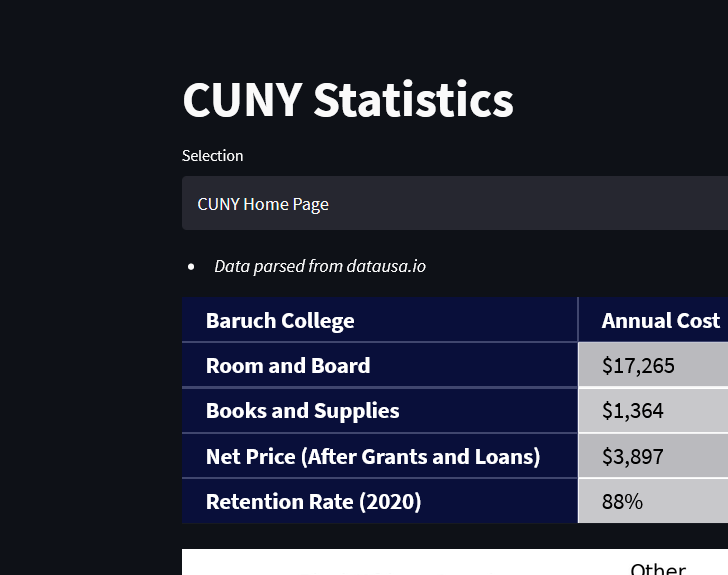 CUNY Statistics
Selection
CUNY Home Page
• Data parsed from datausa.io
Baruch College Annual Cost
Room and Board $17,265
Books and Supplies $1,364
Net Price (After Grants and Loans) $3,897
Retention Rate (2020) 88%
Other